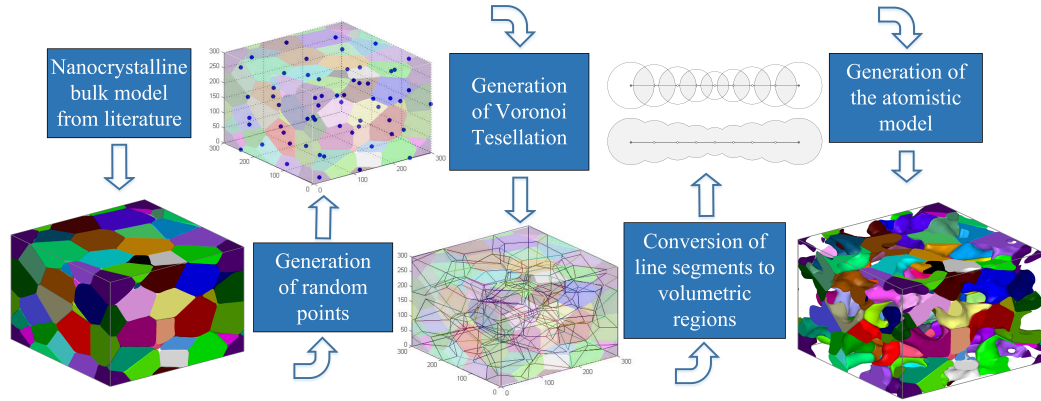 Nanocrystalline
bulk model
from literature
300
250
200
150
100
50
0
300
200
100
0
0
100
200
300
Generation
of Voronoi
Tesellation
Generation of
the atomistic
model
Generation
of random
points
300
250
200
150
100
50
0
300
200
100
0
0
100
200
300
Conversion of
line segments to
volumetric
regions